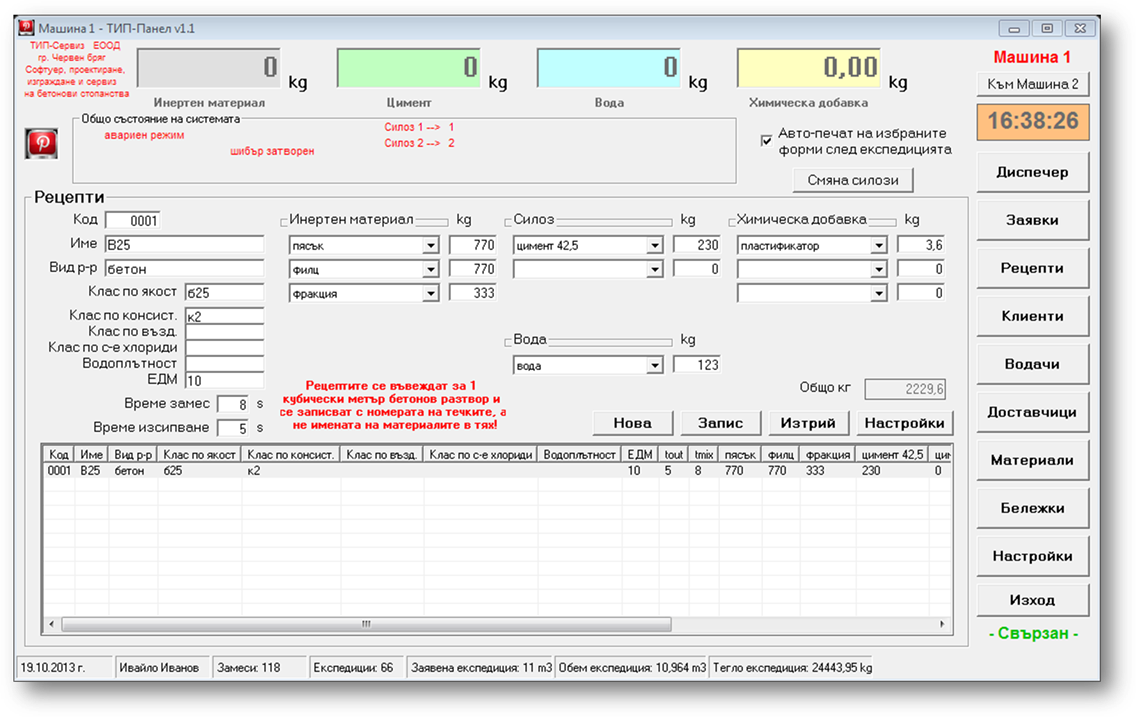 Машина 1 - ТИП-Панел v1.1
ТИП-Сервиз ЕООД
гр. Червен бряг
Софтуер, проектиране,
изграждане и сервиз
на бетонови стопанства
0 kg
Инертен материал
0 kg
Цимент
0 kg
Вода
0,00 kg
Химическа добавка
Машина 1
Към Машина 2
16:38:26
Общо състояние на системата
авариен режим
шибър затворен
Силоз 1 --> 1
Силоз 2 --> 2
Авто-печат на избраните
форми след експедицията
Смяна силози
Диспечер
Заявки
Рецепти
Клиенти
Водачи
Доставчици
Материали
Бележки
Настройки
Изход
- Свързан -
Рецепти
Код 0001
Име B25
Вид р-р бетон
Клас по якост б25
Клас по консист. к2
Клас по възд.
Клас по с-е хлориди
Водоплътност
ЕДМ 10
Време замес 8 s
Време изсипване 5 s
Инертен материал kg
пясък 770
филц 770
фракция 333
Силоз kg
цимент 42,5 230
0
Химическа добавка kg
пластификатор 3,6
0
0
Вода kg
вода 123
Общо кг 2229,6
Рецептите се въвеждат за 1
кубически метър бетонов разтвор и
се записват с номерата на течките, а
не имената на материалите в тях!
Нова Запис Изтрий Настройки
Код Име Вид р-р Клас по якост Клас по консист. Клас по възд. Клас по с-е хлориди Водоплътност ЕДМ tout tmix пясък филц фракция цимент 42,5 цим
0001 B25 бетон б25 к2 10 5 8 770 770 333 230 0
19.10.2013 г. Ивайло Иванов Замеси: 118 Експедиции: 66 Заявена експедиция: 11 m3 Обем експедиция: 10,964 m3 Тегло експедиция: 24443,95 kg